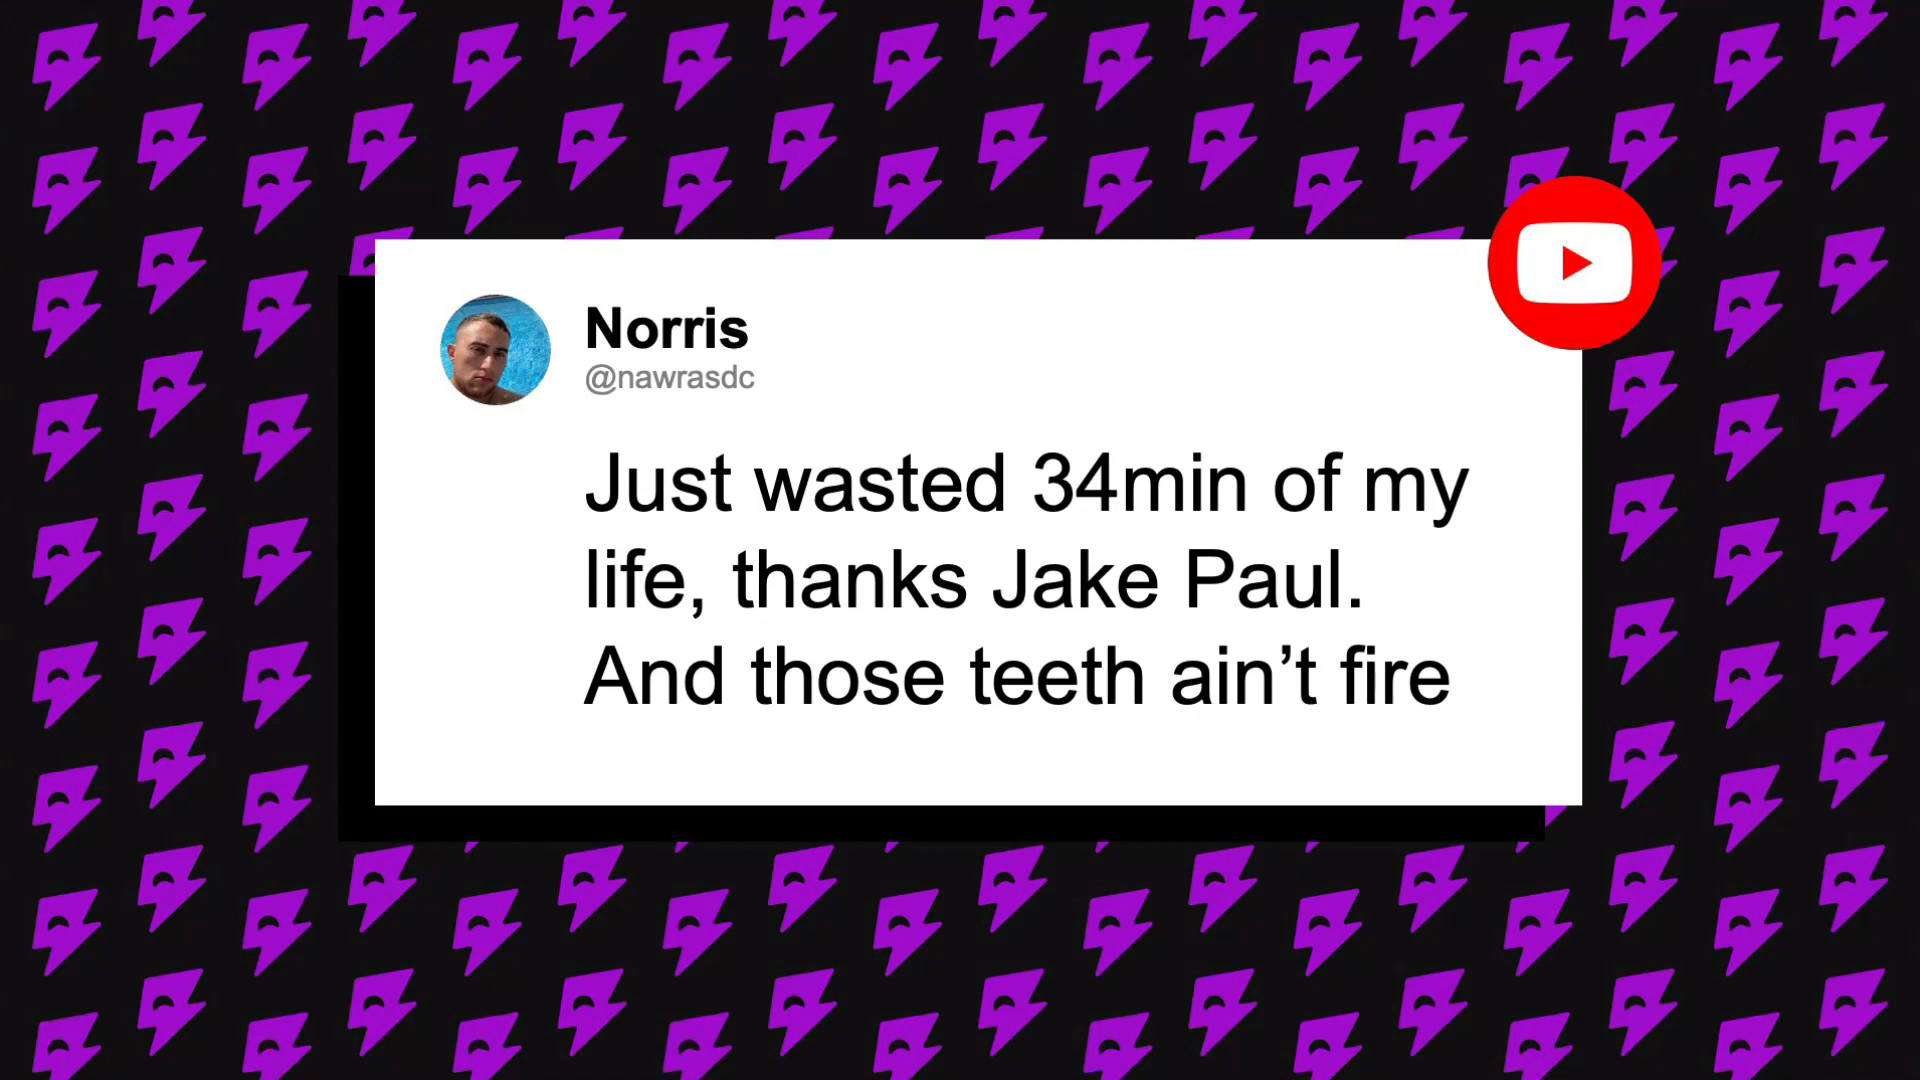 Norris
@nawrasdc
Just wasted 34min of my
life, thanks Jake Paul.
And those teeth ain’t fire